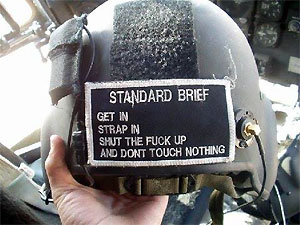 STANDARD BRIEF
GET IN
STRAP IN
SHUT THE FUCK UP
AND DONT TOUCH NOTHING